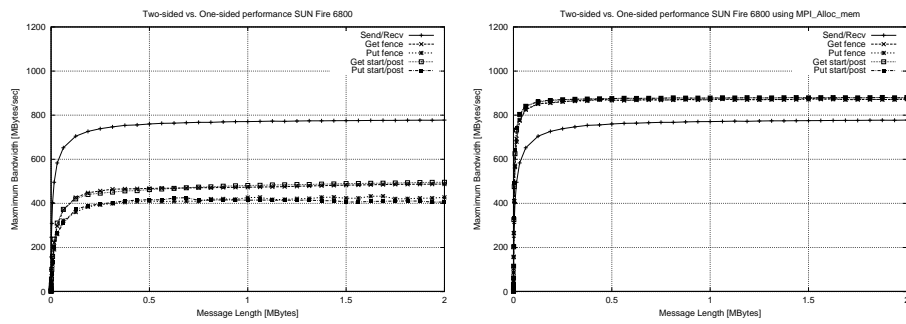 Two-sided vs. One-sided performance SUN Fire 6800
Send/Recv
Get fence
Put fence
Get start/post
Put start/post
1200
1000
800
600
400
200
0
Maxmimum Bandwidth [MBytes/sec]
0
0.5
1
1.5
2
Message Length [MBytes]
Two-sided vs. One-sided performance SUN Fire 6800 using MPI_Alloc_mem
Send/Recv
Get fence
Put fence
Get start/post
Put start/post
1200
1000
800
600
400
200
0
Maxmimum Bandwidth [MBytes/sec]
0
0.5
1
1.5
2
Message Length [MBytes]